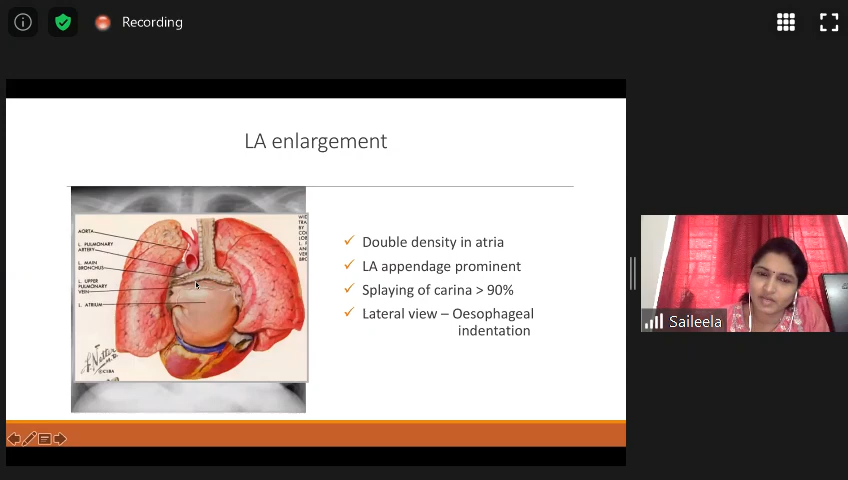 Recording
LA enlargement
AORTA
L. PULMONARY
ARTERY
L. MAIN
BRONCHUS
L. UPPER
PULMONARY
VEIN
L. ATRIUM
✓ Double density in atria
✓ LA appendage prominent
✓ Splaying of carina > 90%
✓ Lateral view – Oesophageal
indentation
Saileela